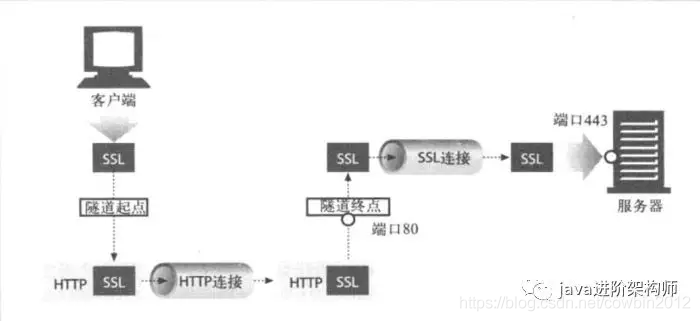 客户端
SSL
隧道起点
HTTP SSL
HTTP连接
HTTP SSL
隧道终点
端口80
SSL
SSL连接
SSL
端口443
服务器
java进阶架构师
https://blog.csdn.net/cowbin2012